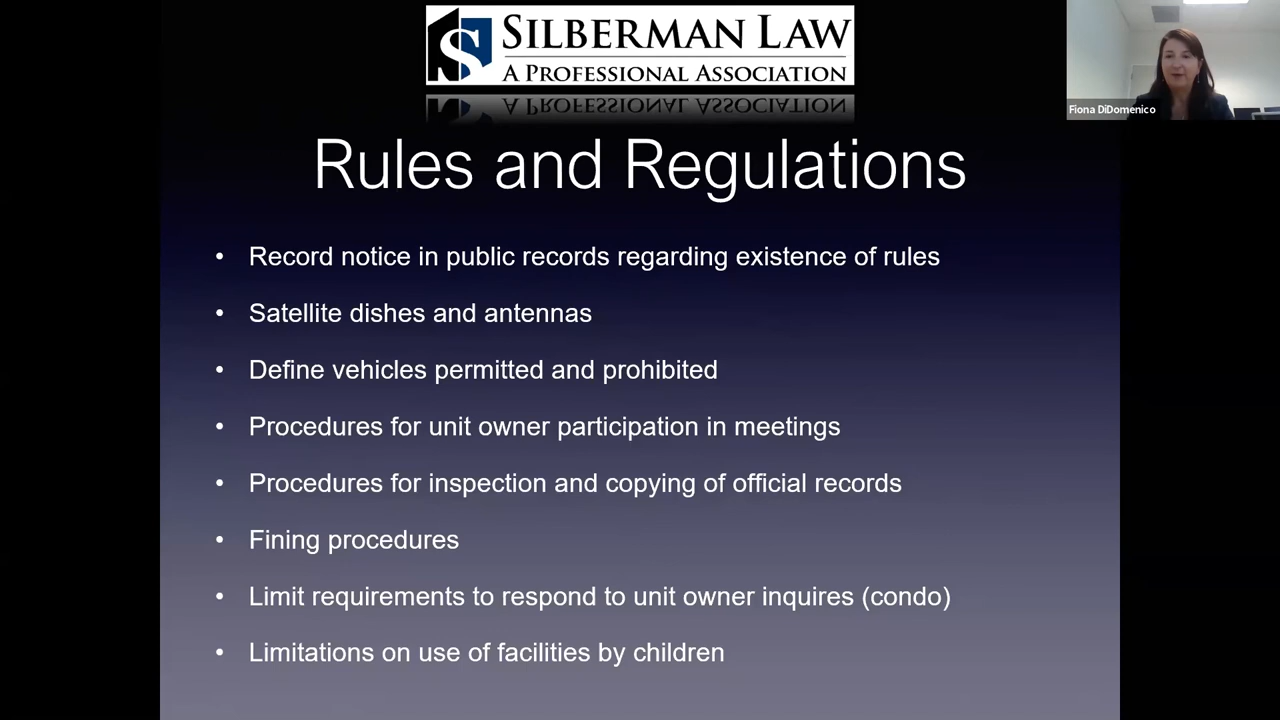 SILBERMAN LAW
A PROFESSIONAL ASSOCIATION
Fiona DiDomenico
Rules and Regulations
• Record notice in public records regarding existence of rules
• Satellite dishes and antennas
• Define vehicles permitted and prohibited
• Procedures for unit owner participation in meetings
• Procedures for inspection and copying of official records
• Fining procedures
• Limit requirements to respond to unit owner inquires (condo)
• Limitations on use of facilities by children